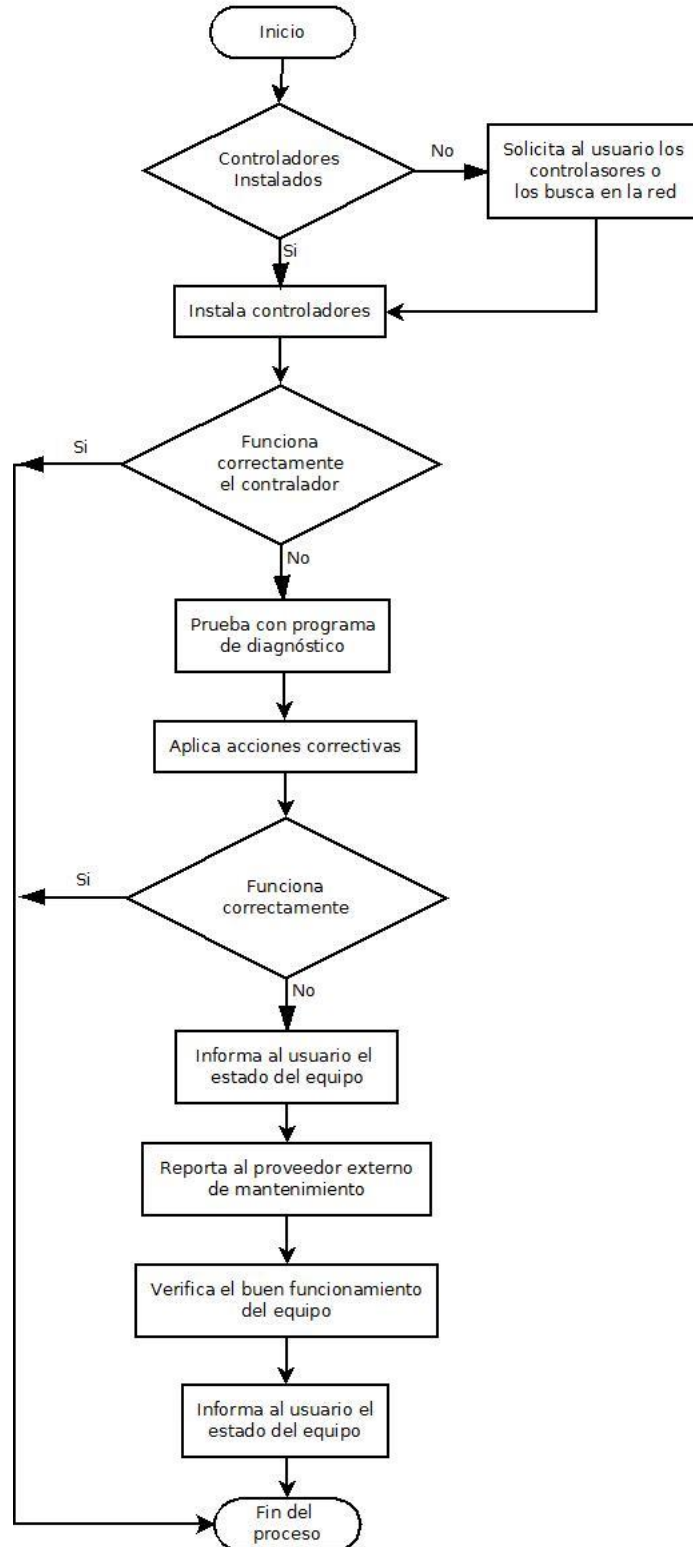 Inicio
Controladores
Instalados
No
Solicita al usuario los
controlasores o
los busca en la red
Si
Instala controladores
Funciona
correctamente
el contralador
Si
No
Prueba con programa
de diagnóstico
Aplica acciones correctivas
Funciona
correctamente
Si
No
Informa al usuario el
estado del equipo
Reporta al proveedor externo
de mantenimiento
Verifica el buen funcionamiento
del equipo
Informa al usuario el
estado del equipo
Fin del
proceso